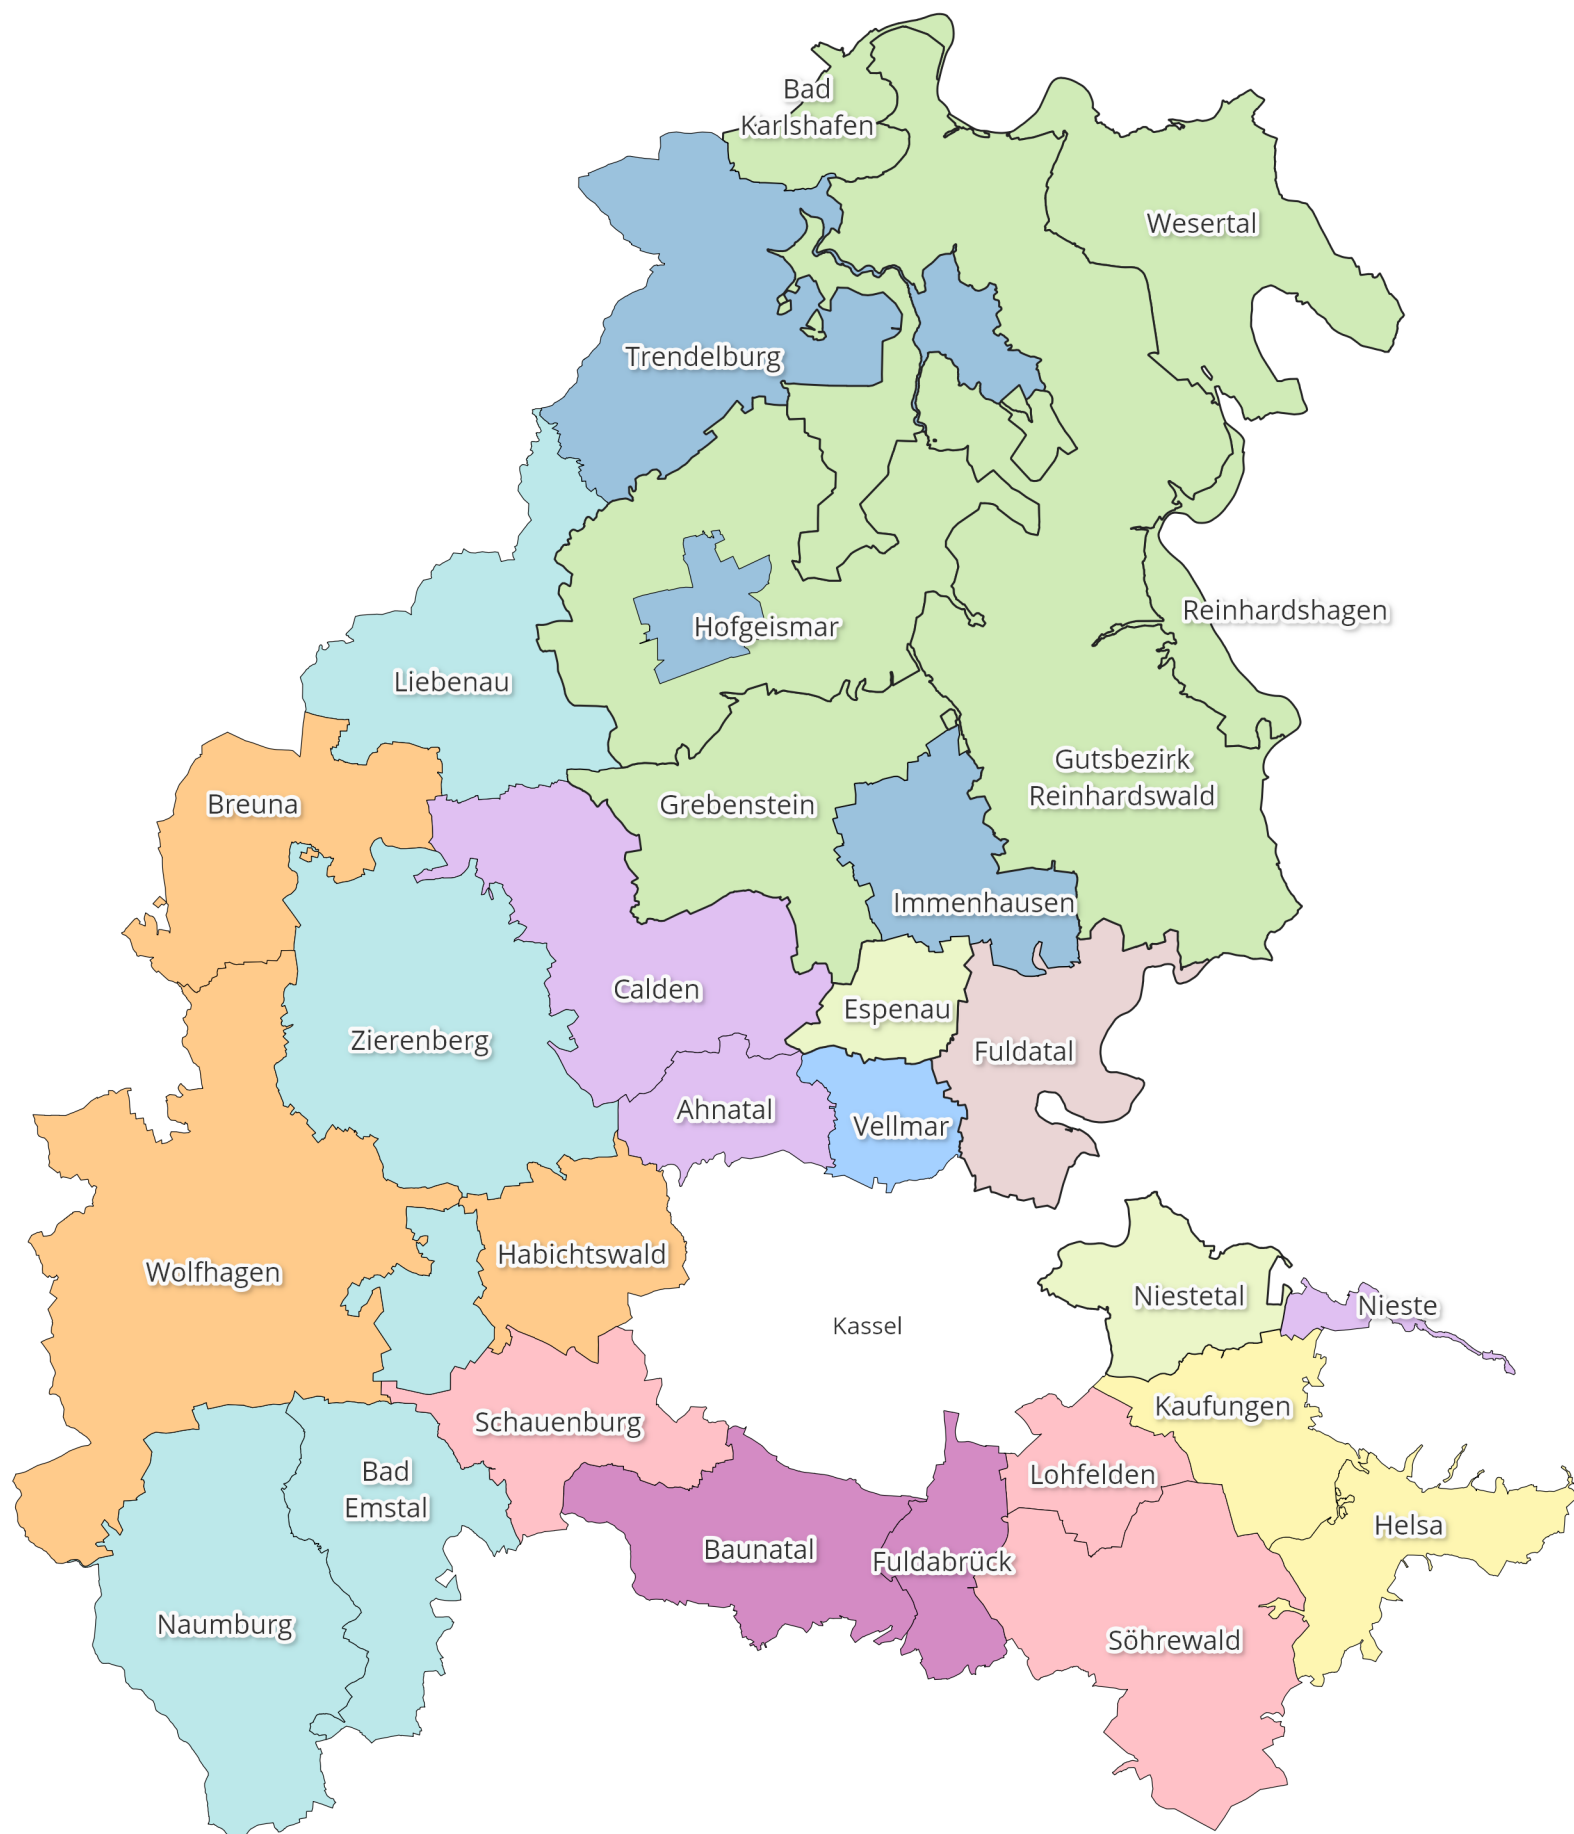 Bad
Karlshafen
Wesertal
Trendelburg
Reinhardshagen
Hofgeismar
Liebenau
Gutsbezirk
Reinhardswald
Breuna
Grebenstein
Immenhausen
Calden
Espenau
Zierenberg
Fuldatal
Ahnatal
Vellmar
Habichtswald
Wolfhagen
Niestetal
Nieste
Kassel
Kaufungen
Schauenburg
Bad
Emstal
Lohfelden
Helsa
Baunatal
Fuldabrück
Naumburg
Söhrewald